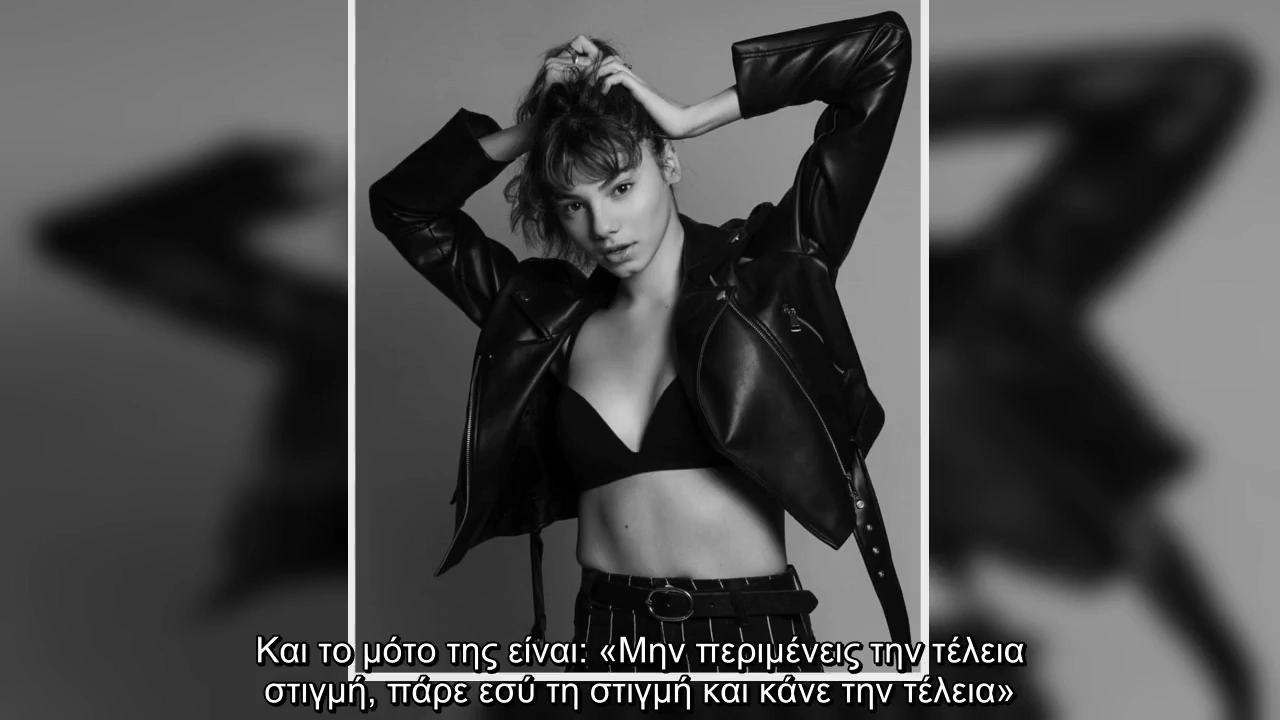 Και το μότο της είναι: «Μην περιμένεις την τέλεια
στιγμή, πάρε εσύ τη στιγμή και κάνε την τέλεια»